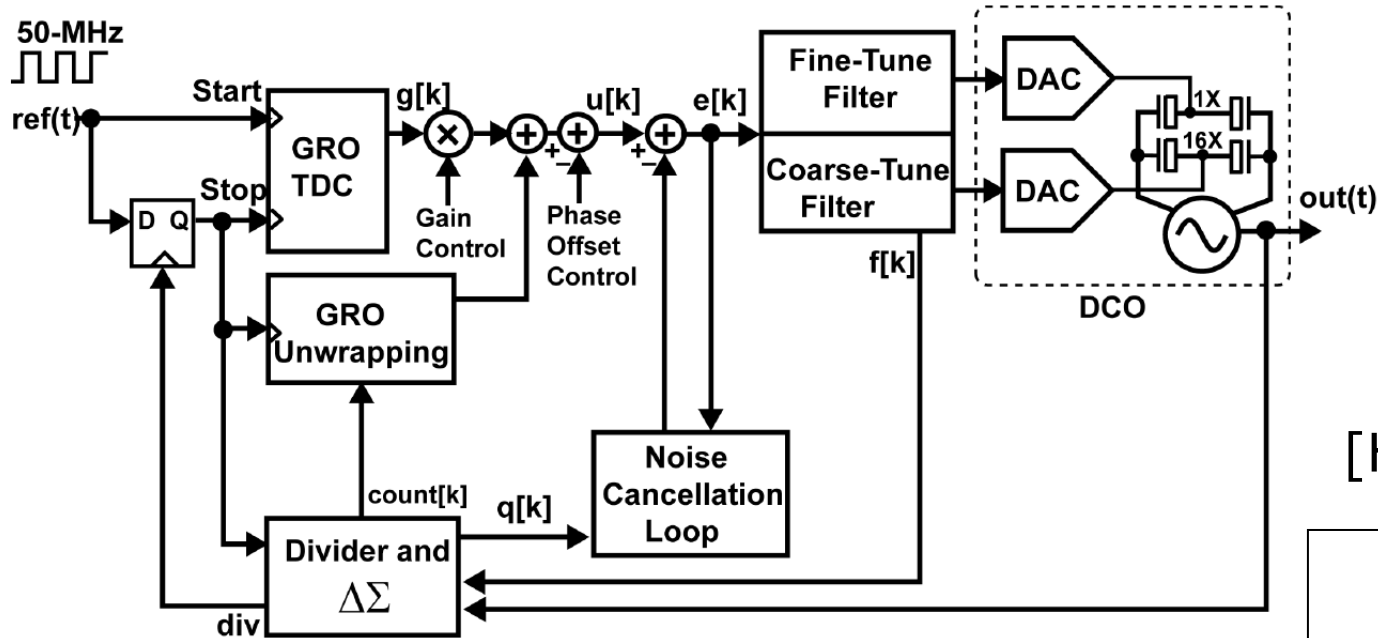 50-MHz
ref(t)
Start
Stop
D Q
GRO
TDC
g[k]
×
Gain
Control
+
+
+
−
Phase
Offset
Control
u[k]
+
+
−
e[k]
Fine-Tune
Filter
Coarse-Tune
Filter
f[k]
DAC
DAC
1X
16X
DCO
out(t)
GRO
Unwrapping
count[k]
q[k]
Noise
Cancellation
Loop
Divider and
ΔΣ
div